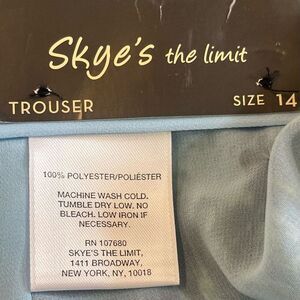 Skye's the limit
TROUSER SIZE 14
100% POLYESTER/POLIÉSTER
MACHINE WASH COLD.
TUMBLE DRY LOW. NO
BLEACH. LOW IRON IF
NECESSARY.
RN 107680
SKYE'S THE LIMIT,
1411 BROADWAY,
NEW YORK, NY, 10018